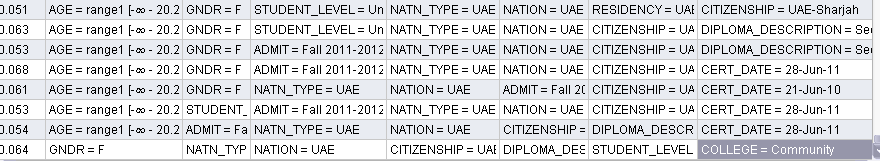 0.051 AGE = range1 [-∞ - 20.2 GNDR = F STUDENT_LEVEL = Un NATN_TYPE = UAE NATION = UAE RESIDENCY = UAE CITIZENSHIP = UAE-Sharjah
0.063 AGE = range1 [-∞ - 20.2 GNDR = F STUDENT_LEVEL = Un NATN_TYPE = UAE NATION = UAE CITIZENSHIP = UA DIPLOMA_DESCRIPTION = Sec
0.053 AGE = range1 [-∞ - 20.2 GNDR = F ADMIT = Fall 2011-2012 NATN_TYPE = UAE NATION = UAE CITIZENSHIP = UA DIPLOMA_DESCRIPTION = Sec
0.068 AGE = range1 [-∞ - 20.2 GNDR = F ADMIT = Fall 2011-2012 NATN_TYPE = UAE NATION = UAE CITIZENSHIP = UA CERT_DATE = 28-Jun-11
0.061 AGE = range1 [-∞ - 20.2 GNDR = F NATN_TYPE = UAE NATION = UAE ADMIT = Fall 20 CITIZENSHIP = UA CERT_DATE = 21-Jun-10
0.053 AGE = range1 [-∞ - 20.2 STUDENT_ ADMIT = Fall 2011-2012 NATN_TYPE = UAE NATION = UAE CITIZENSHIP = UA CERT_DATE = 28-Jun-11
0.054 AGE = range1 [-∞ - 20.2 ADMIT = Fa NATN_TYPE = UAE NATION = UAE CITIZENSHIP = DIPLOMA_DESCR CERT_DATE = 28-Jun-11
0.064 GNDR = F NATN_TYP NATION = UAE CITIZENSHIP = UAE DIPLOMA_DES STUDENT_LEVEL COLLEGE = Community